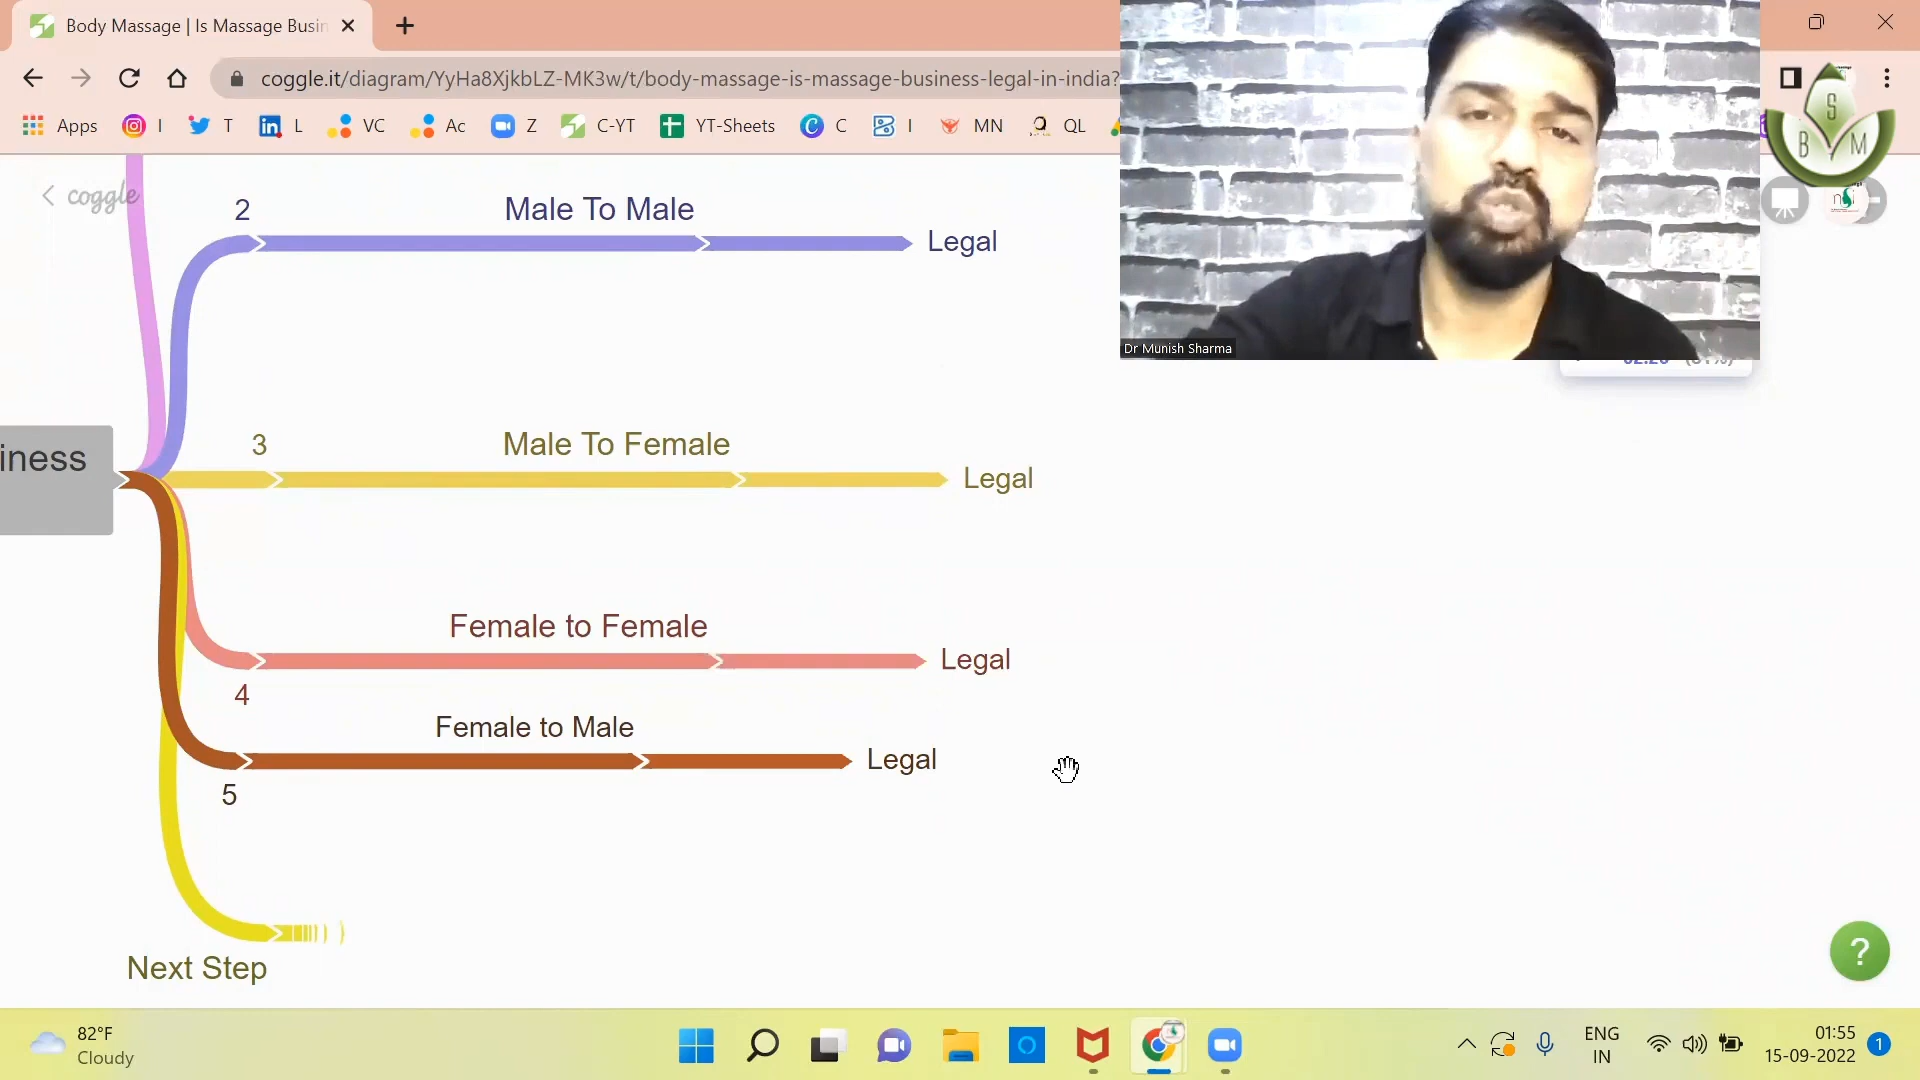 Body Massage | Is Massage Busin
coggle.it/diagram/YyHa8XjkbLZ-MK3w/t/body-massage-is-massage-business-legal-in-india?
Apps I T L VC Ac Z C-YT YT-Sheets C I MN QL
S
B M
coggle
2 Male To Male Legal
Dr Munish Sharma
3 Male To Female Legal
iness
Female to Female Legal
4
Female to Male Legal
5
Next Step
?
82°F
Cloudy
ENG
IN
01:55
15-09-2022
1